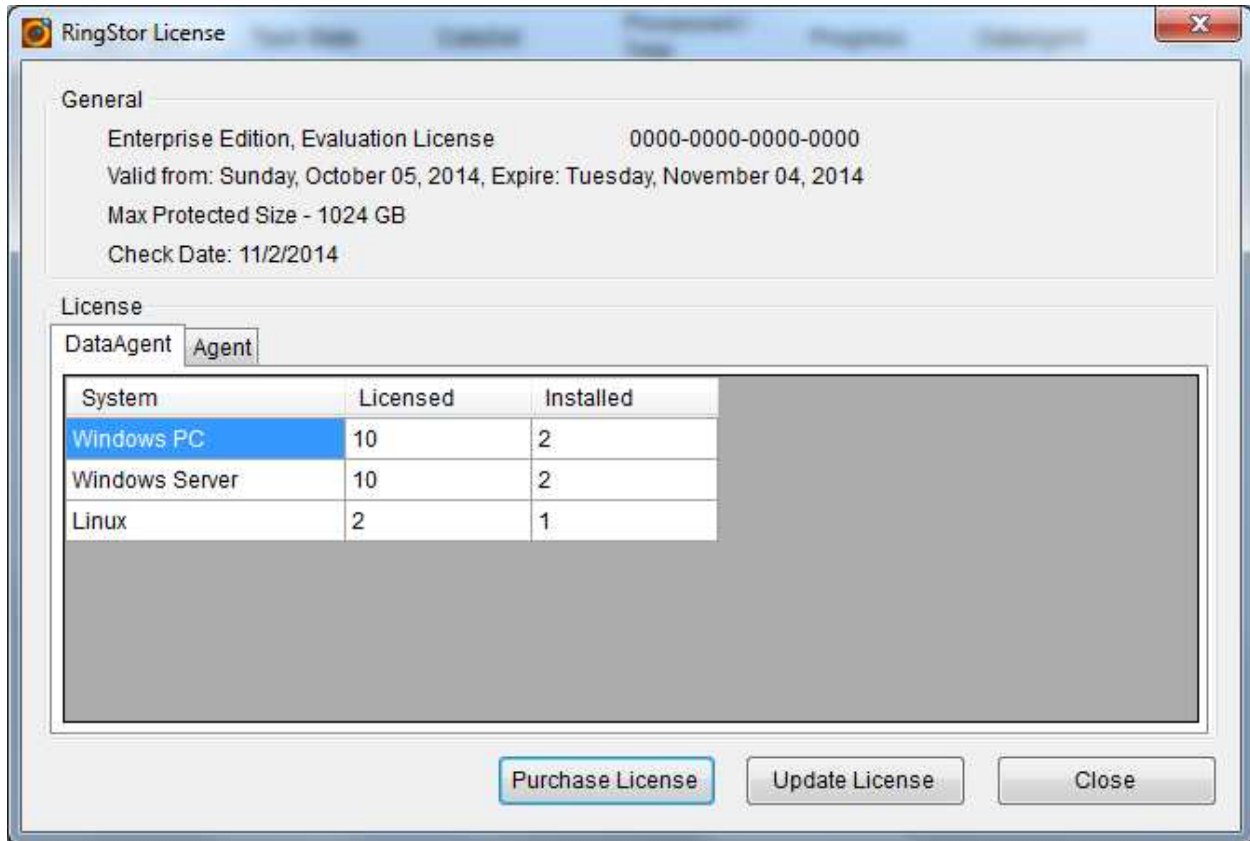 RingStor License
General
Enterprise Edition, Evaluation License 0000-0000-0000-0000
Valid from: Sunday, October 05, 2014, Expire: Tuesday, November 04, 2014
Max Protected Size - 1024 GB
Check Date: 11/2/2014
License
DataAgent Agent
System Licensed Installed
Windows PC 10 2
Windows Server 10 2
Linux 2 1
Purchase License Update License Close